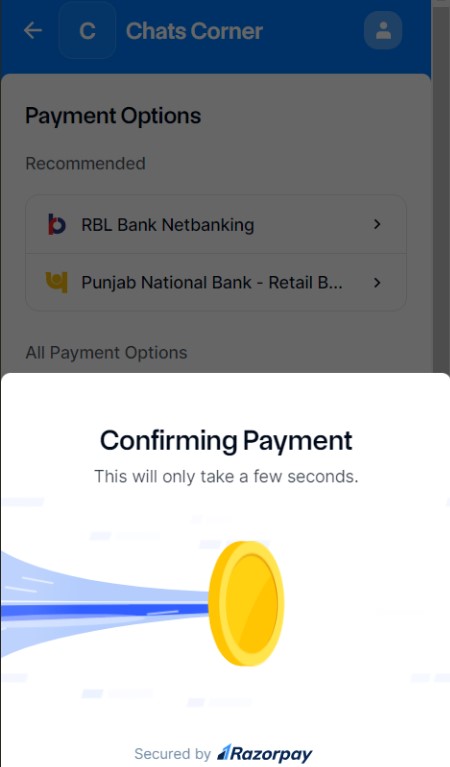 C Chats Corner
Payment Options
Recommended
RBL Bank Netbanking
Punjab National Bank - Retail B...
All Payment Options
Confirming Payment
This will only take a few seconds.
Secured by Razorpay